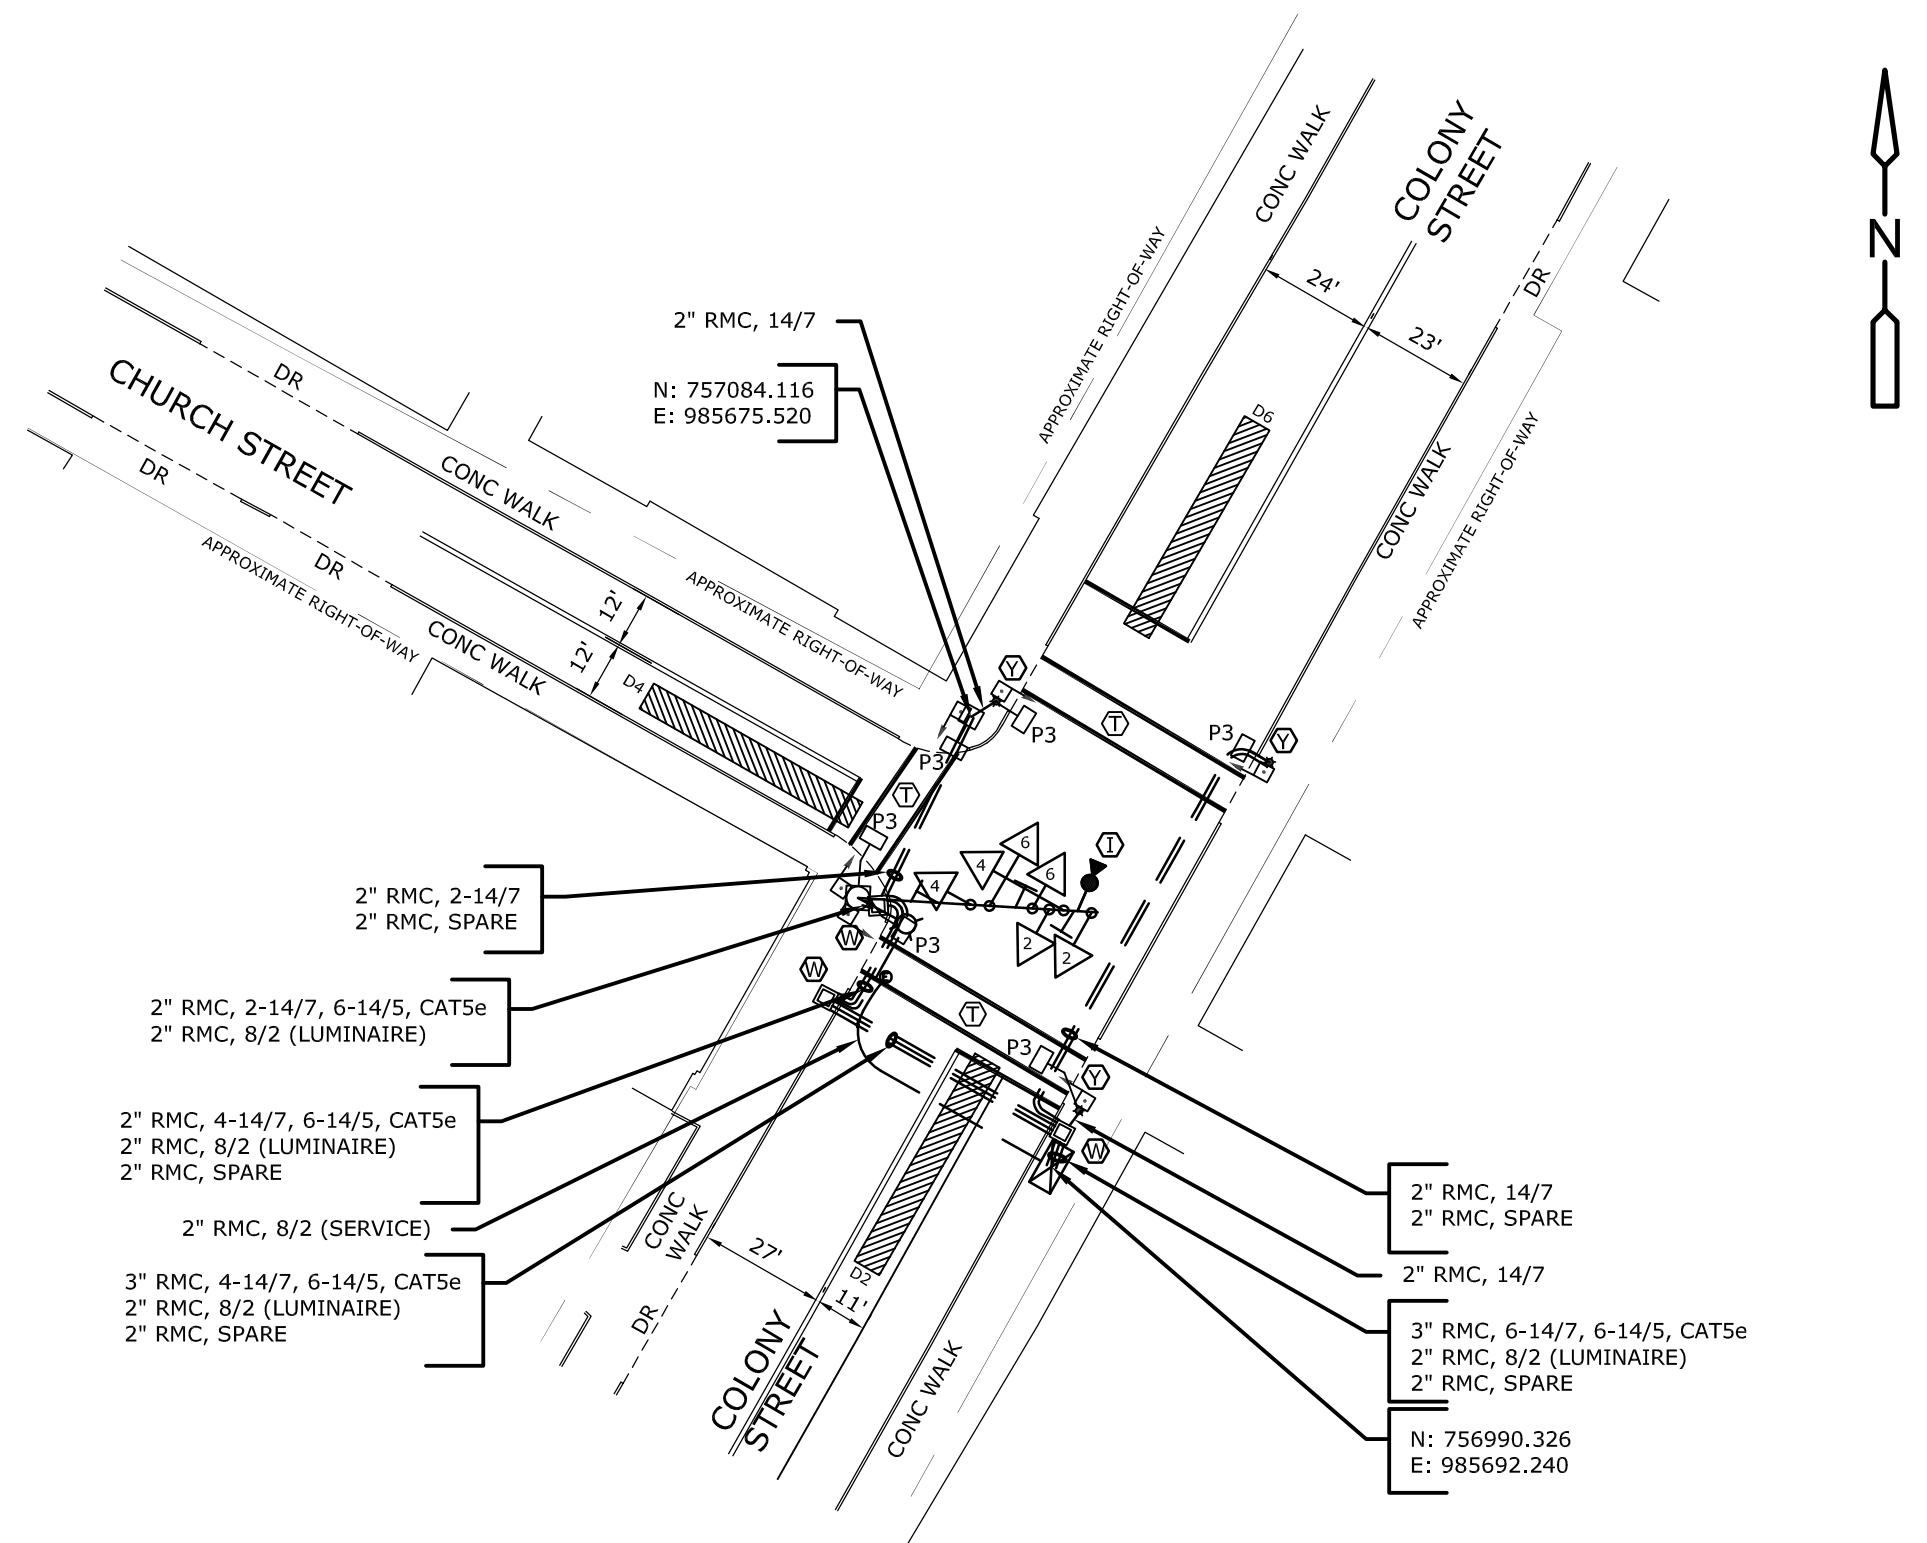 COLONY
STREET
CONC WALK
N
24'
23'
DR
APPROXIMATE RIGHT-OF-WAY
2" RMC, 14/7
N: 757084.116
E: 985675.520
D6
CONC WALK
APPROXIMATE RIGHT-OF-WAY
CHURCH STREET
DR
DR
DR
CONC WALK
APPROXIMATE RIGHT-OF-WAY
APPROXIMATE RIGHT-OF-WAY
CONC WALK
12'
12'
D4
Y
P3
T
P3
Y
P3
T
P3
I
6
4
6
4
2
2
W
P3
W
T
P3
Y
W
2" RMC, 2-14/7
2" RMC, SPARE
2" RMC, 2-14/7, 6-14/5, CAT5e
2" RMC, 8/2 (LUMINAIRE)
2" RMC, 4-14/7, 6-14/5, CAT5e
2" RMC, 8/2 (LUMINAIRE)
2" RMC, SPARE
2" RMC, 8/2 (SERVICE)
3" RMC, 4-14/7, 6-14/5, CAT5e
2" RMC, 8/2 (LUMINAIRE)
2" RMC, SPARE
CONC
WALK
27'
D2
11'
DR
COLONY
STREET
CONC WALK
2" RMC, 14/7
2" RMC, SPARE
2" RMC, 14/7
3" RMC, 6-14/7, 6-14/5, CAT5e
2" RMC, 8/2 (LUMINAIRE)
2" RMC, SPARE
N: 756990.326
E: 985692.240